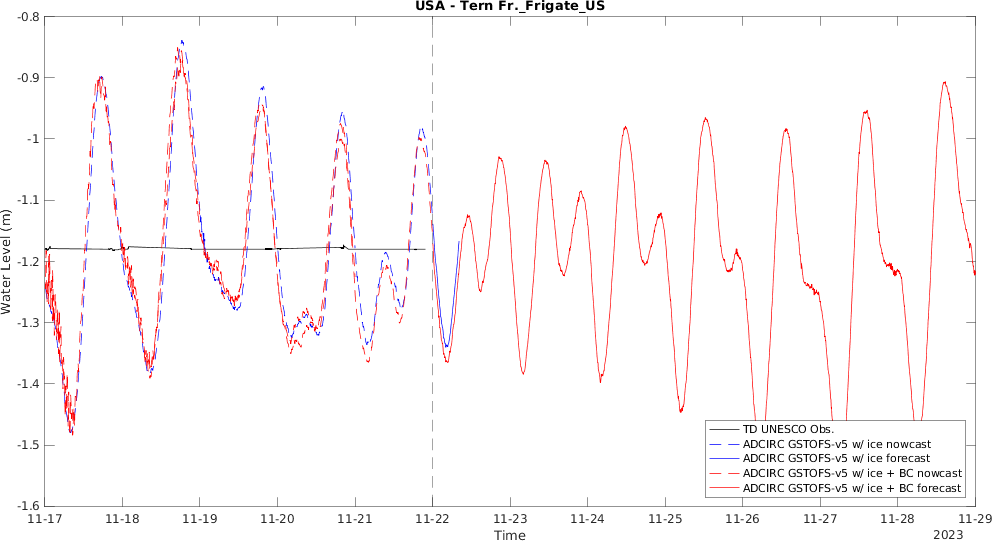 USA - Tern Fr._Frigate_US
-0.8
-0.9
-1
-1.1
-1.2
-1.3
-1.4
-1.5
-1.6
Water Level (m)
TD UNESCO Obs.
ADCIRC GSTOFS-v5 w/ ice nowcast
ADCIRC GSTOFS-v5 w/ ice forecast
ADCIRC GSTOFS-v5 w/ ice + BC nowcast
ADCIRC GSTOFS-v5 w/ ice + BC forecast
11-17 11-18 11-19 11-20 11-21 11-22 11-23 11-24 11-25 11-26 11-27 11-28 11-29
Time
2023